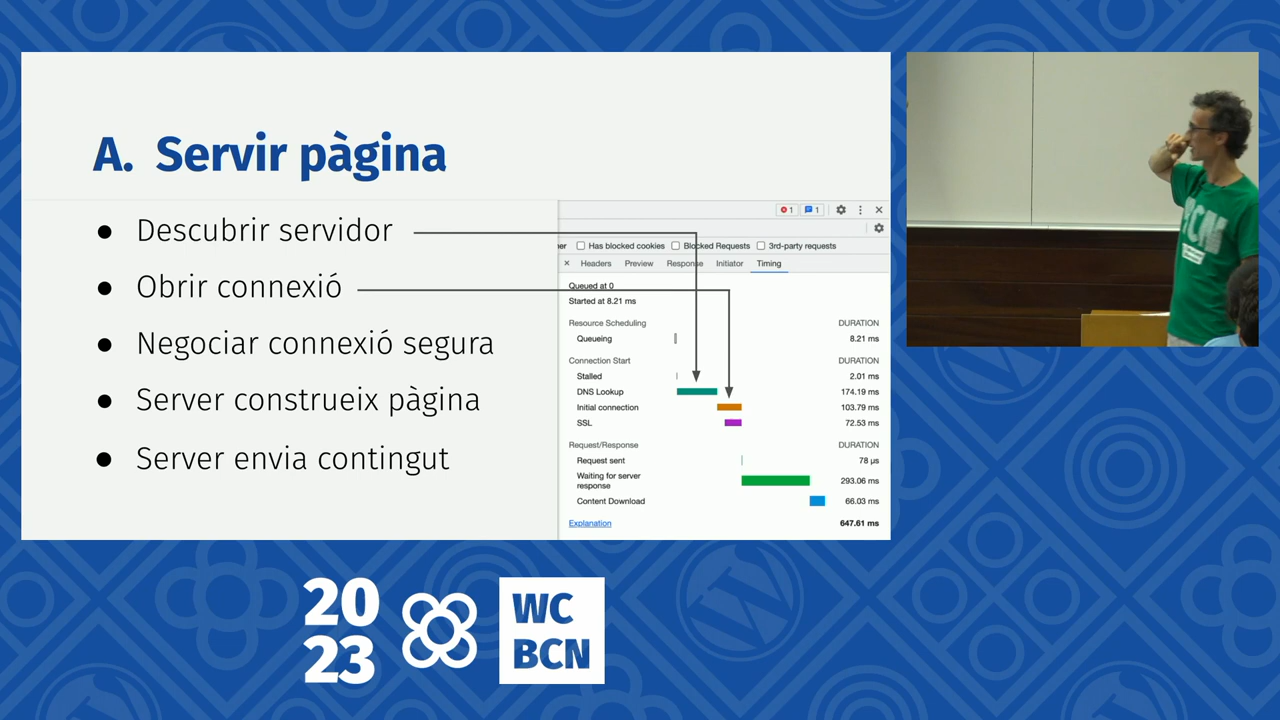 A. Servir pàgina
● Descubrir servidor
● Obrir connexió
● Negociar connexió segura
● Server construeix pàgina
● Server envia contingut
1 1
Has blocked cookies Blocked Requests 3rd-party requests
× Headers Preview Response Initiator Timing
Queued at 0
Started at 8.21 ms
Resource Scheduling DURATION
Queueing 8.21 ms
Connection Start DURATION
Stalled 2.01 ms
DNS Lookup 174.19 ms
Initial connection 103.79 ms
SSL 72.53 ms
Request/Response DURATION
Request sent 78 µs
Waiting for server
response 293.06 ms
Content Download 66.03 ms
Explanation 647.61 ms
BCN
20
23
WC
BCN